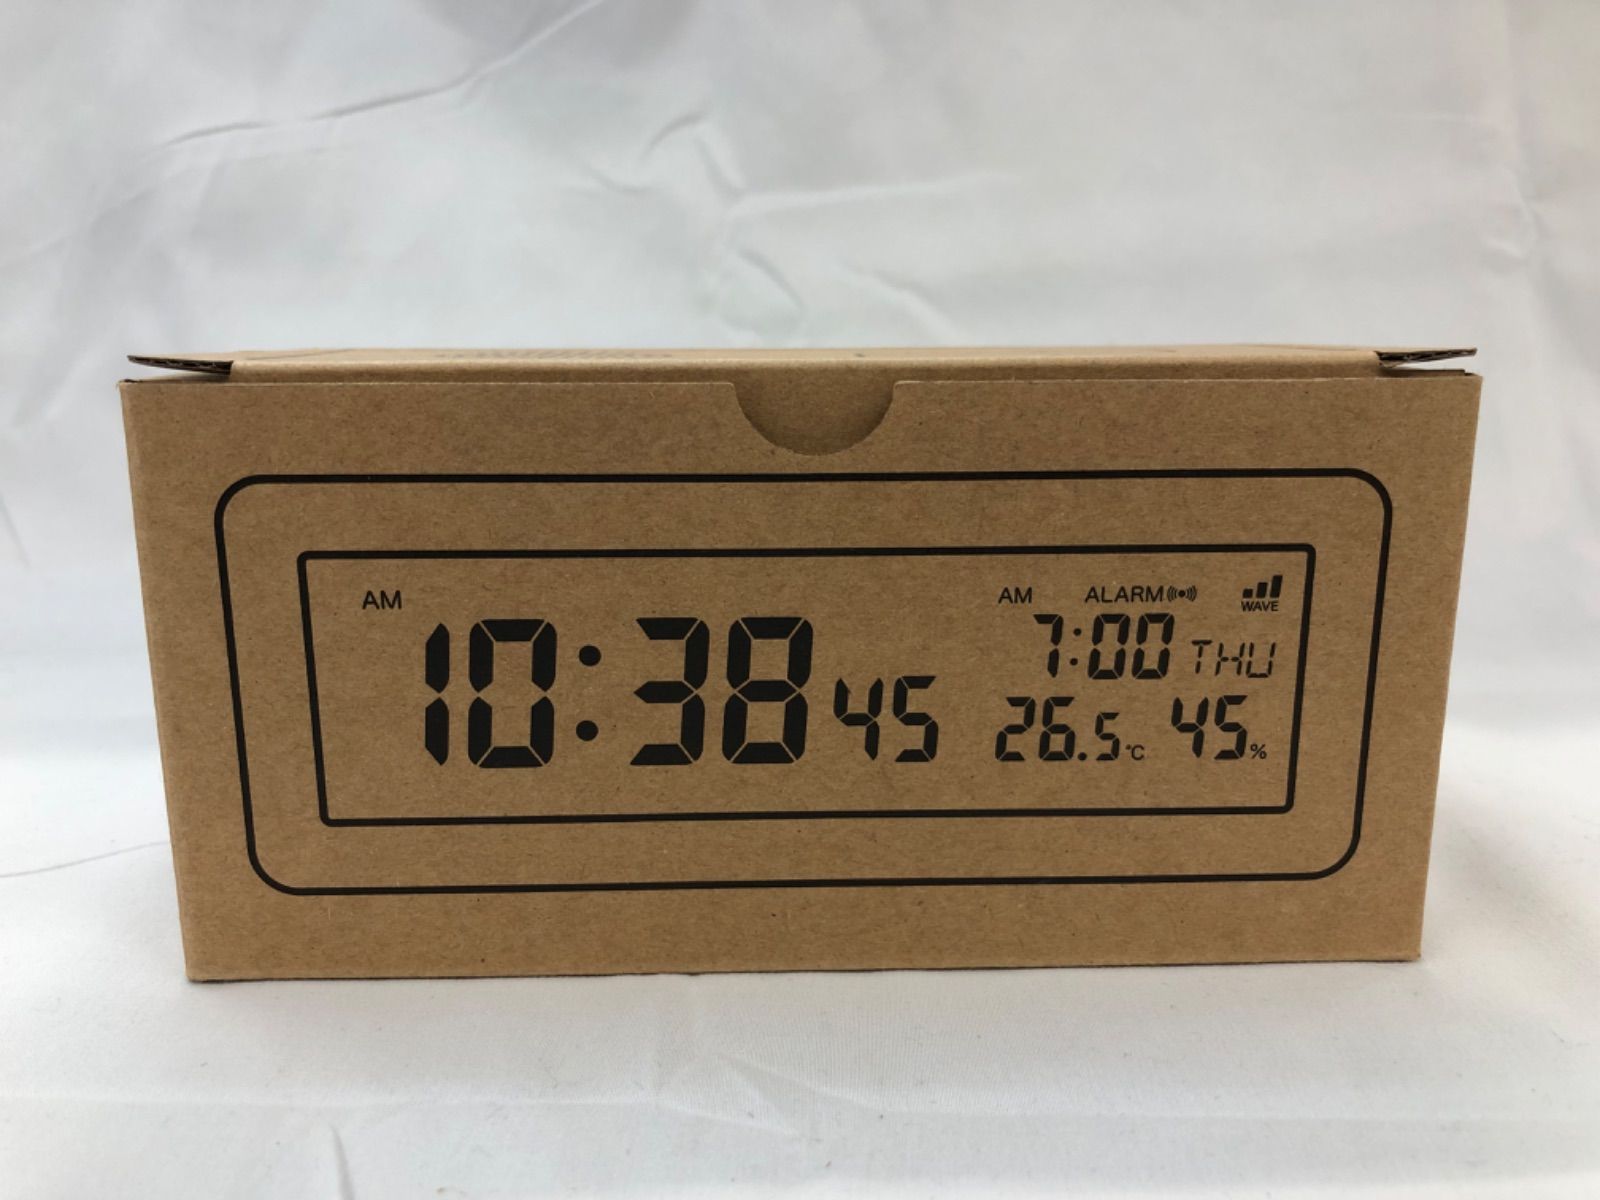 AM
10:38 45
AM ALARM
WAVE
7:00 THU
26.5°C 45%